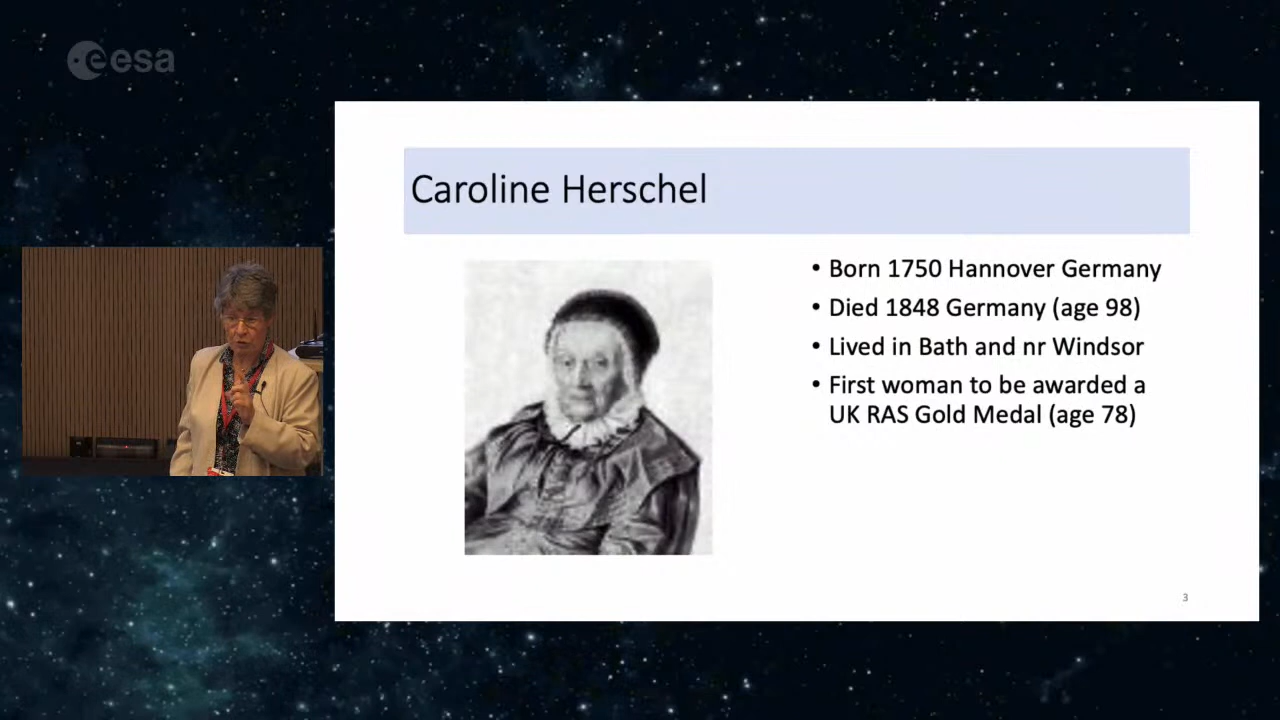 esa
Caroline Herschel
• Born 1750 Hannover Germany
• Died 1848 Germany (age 98)
• Lived in Bath and nr Windsor
• First woman to be awarded a
UK RAS Gold Medal (age 78)
3